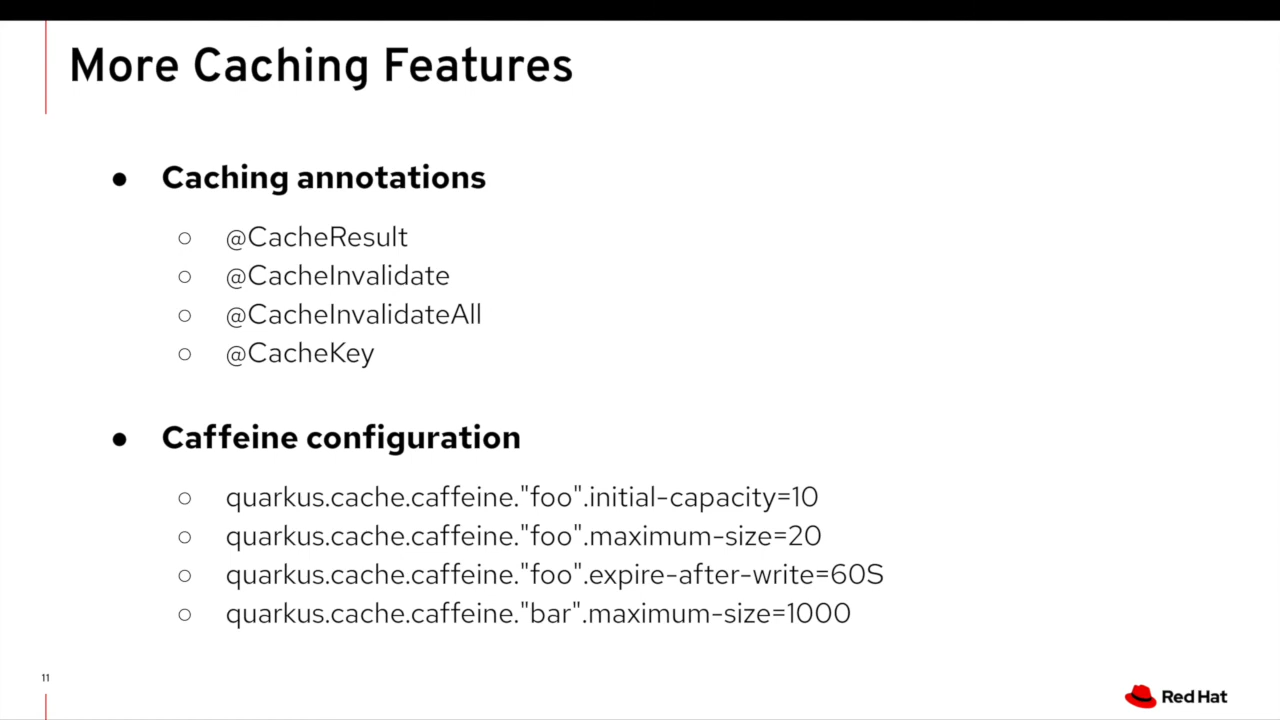 More Caching Features
● Caching annotations
○ @CacheResult
○ @CacheInvalidate
○ @CacheInvalidateAll
○ @CacheKey
● Caffeine configuration
○ quarkus.cache.caffeine."foo".initial-capacity=10
○ quarkus.cache.caffeine."foo".maximum-size=20
○ quarkus.cache.caffeine."foo".expire-after-write=60S
○ quarkus.cache.caffeine."bar".maximum-size=1000
11
Red Hat